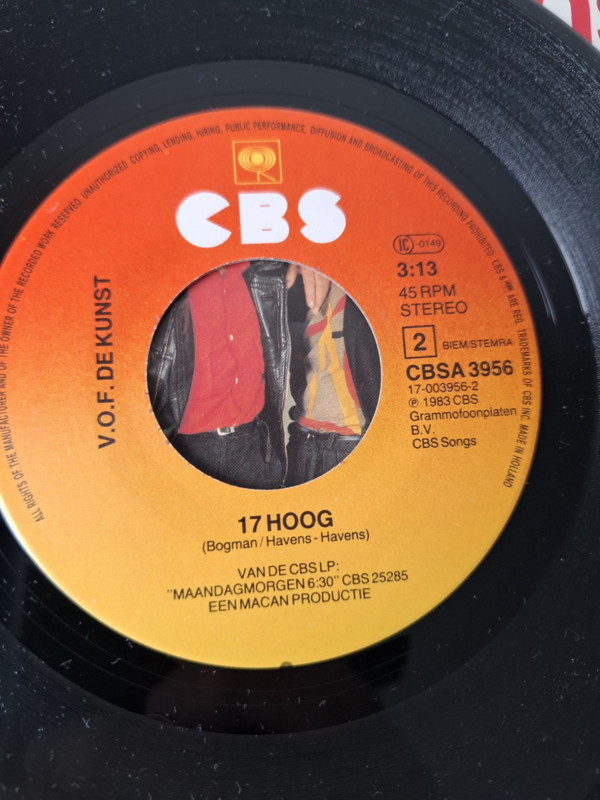 ALL RIGHTS OF THE MANUFACTURER AND OF THE OWNER OF THE RECORDED WORK RESERVED. UNAUTHORIZED COPYING, LENDING, HIRING, PUBLIC PERFORMANCE, DIFFUSION AND BROADCASTING OF THIS RECORDING PROHIBITED. CBS & ARE REG. TRADEMARKS OF CBS INC. MADE IN HOLLAND
CBS
V.O.F. DE KUNST
IC -0149
3:13
45 RPM
STEREO
2 BIEM/STEMRA
CBSA 3956
17-003956-2
℗ 1983 CBS
Grammofoonplaten
B.V.
CBS Songs
17 HOOG
(Bogman / Havens - Havens)
VAN DE CBS LP:
"MAANDAGMORGEN 6:30" CBS 25285
EEN MACAN PRODUCTIE